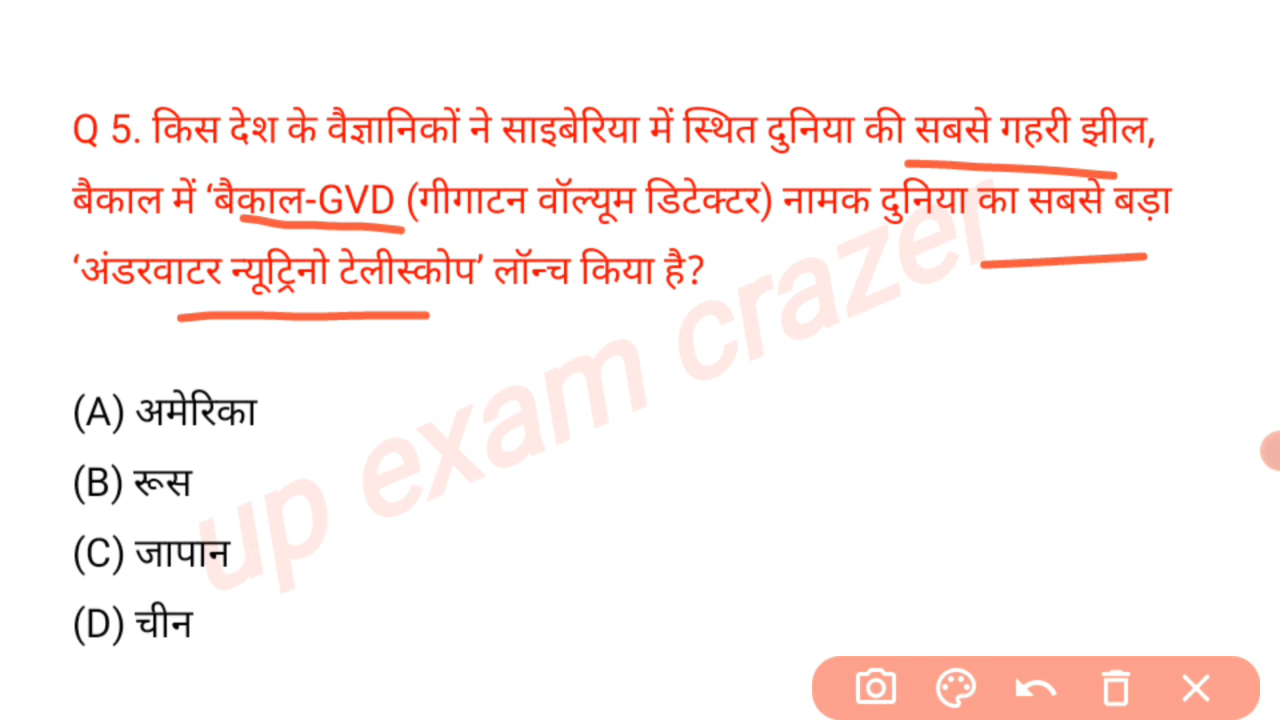 Q 5. किस देश के वैज्ञानिकों ने साइबेरिया में स्थित दुनिया की सबसे गहरी झील,
बैकाल में ‘बैकाल-GVD (गीगाटन वॉल्यूम डिटेक्टर) नामक दुनिया का सबसे बड़ा
‘अंडरवाटर न्यूट्रिनो टेलीस्कोप’ लॉन्च किया है?
(A) अमेरिका
(B) रूस
(C) जापान
(D) चीन
up exam crazer